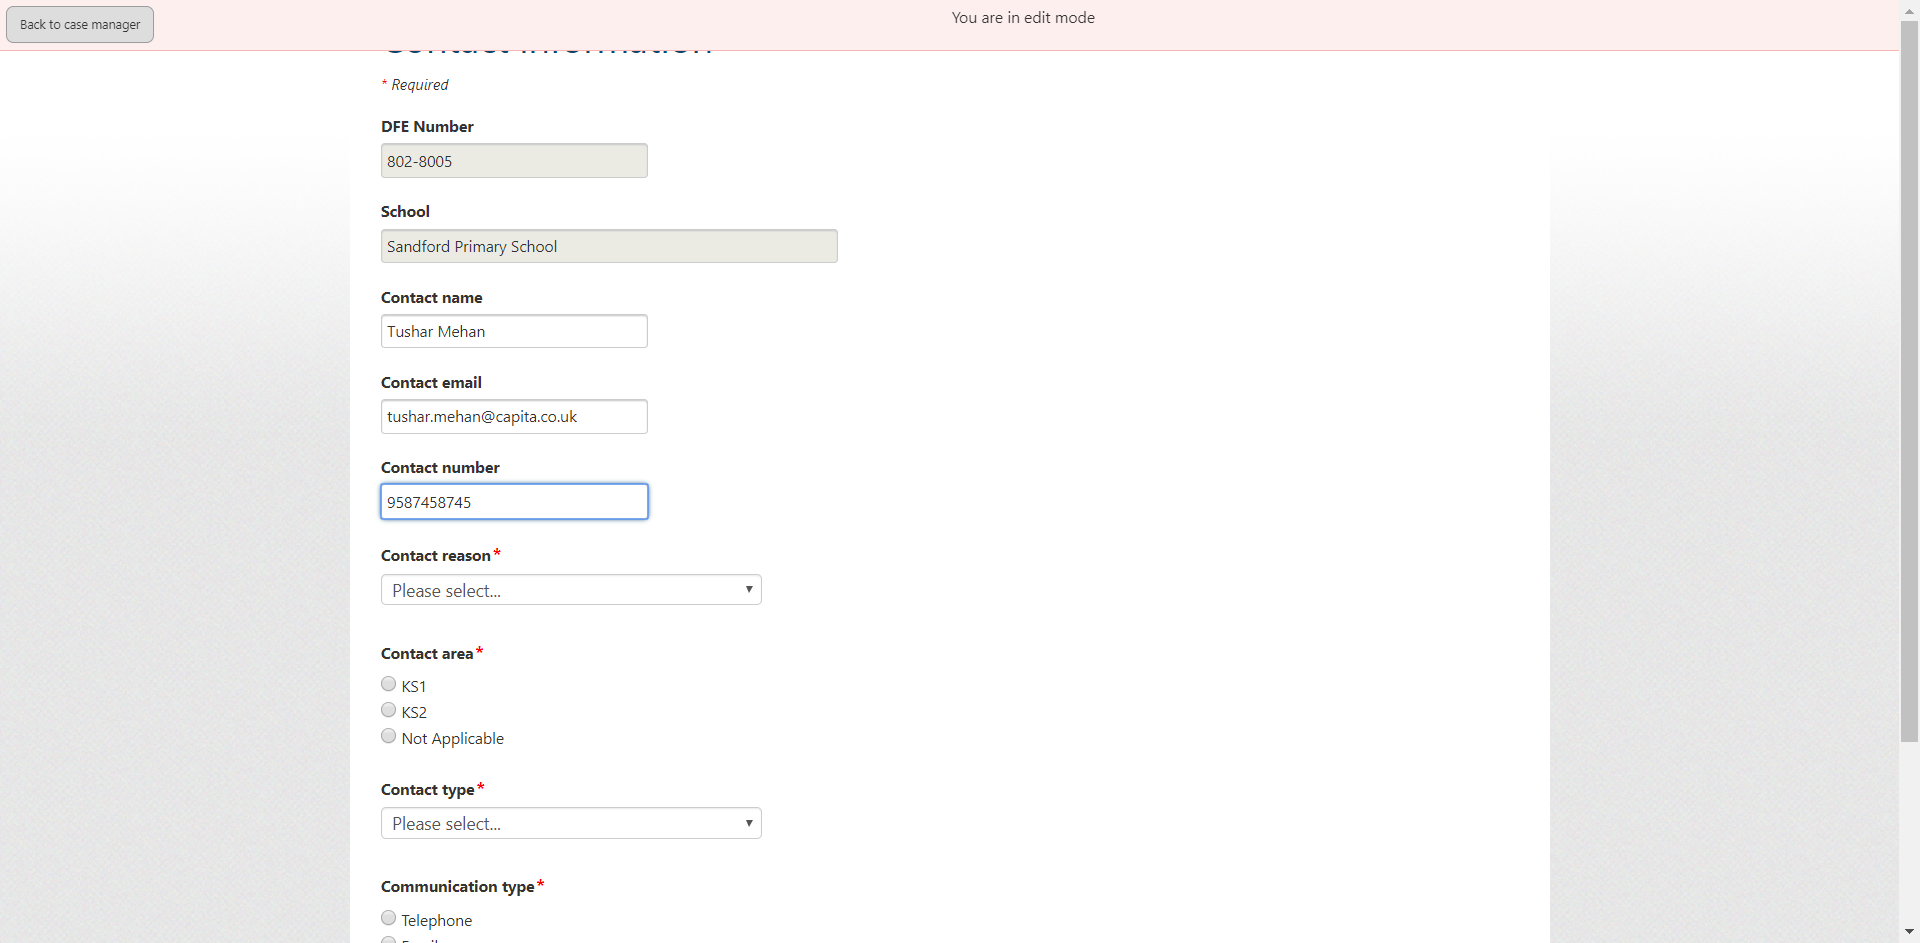 Back to case manager
You are in edit mode
Contact Information
* Required
DFE Number
802-8005
School
Sandford Primary School
Contact name
Tushar Mehan
Contact email
tushar.mehan@capita.co.uk
Contact number
9587458745
Contact reason*
Please select...
Contact area*
KS1
KS2
Not Applicable
Contact type*
Please select...
Communication type*
Telephone